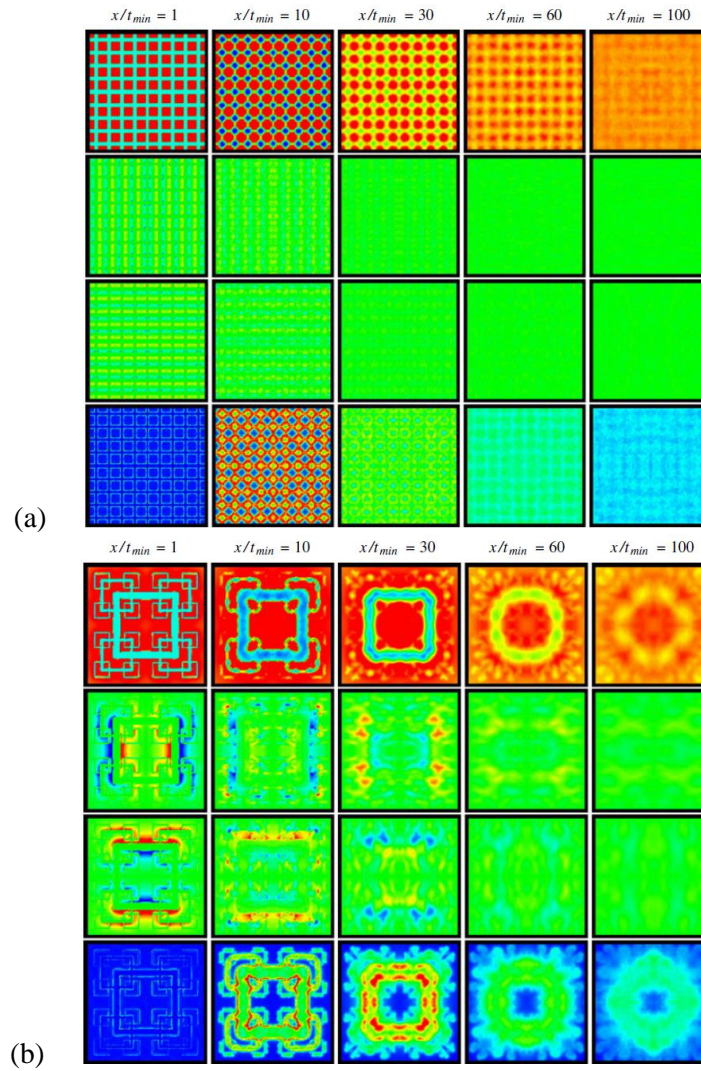 x/t_min = 1 x/t_min = 10 x/t_min = 30 x/t_min = 60 x/t_min = 100
(a)
x/t_min = 1 x/t_min = 10 x/t_min = 30 x/t_min = 60 x/t_min = 100
(b)